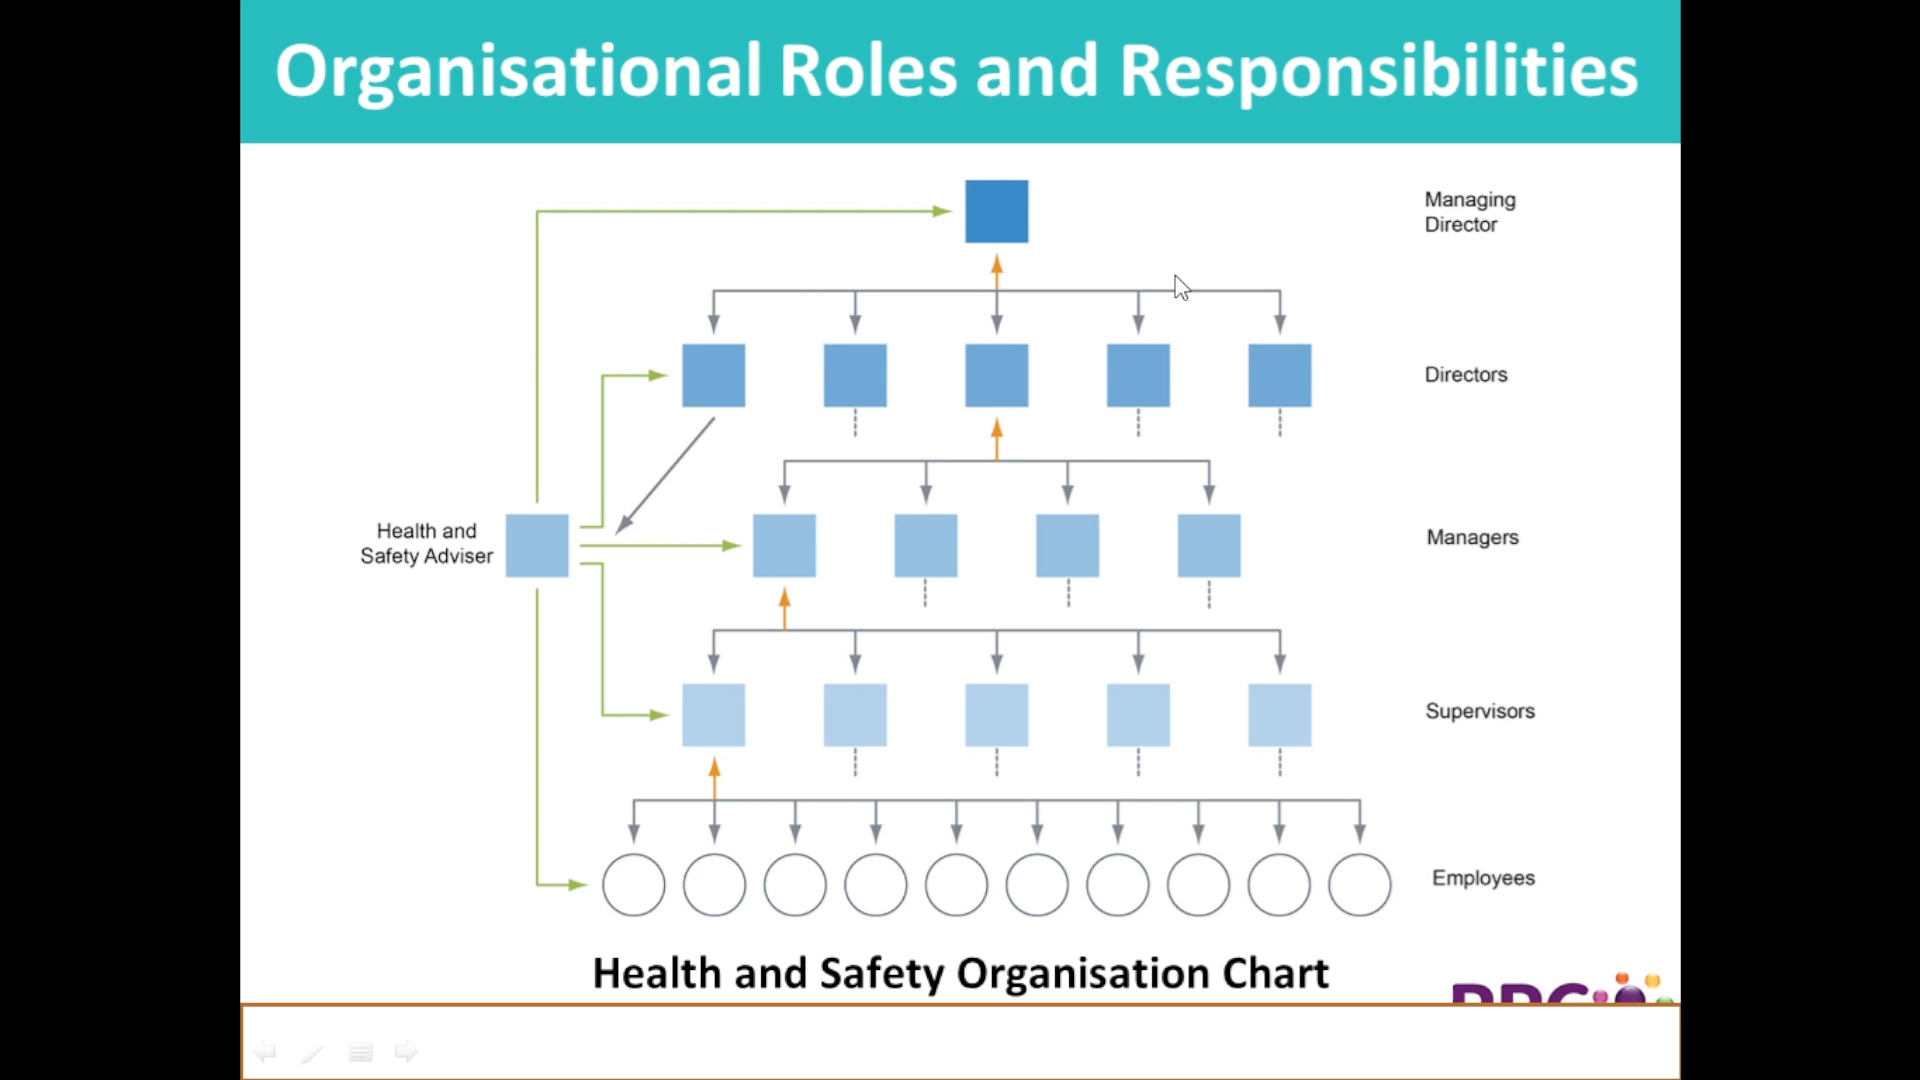 Organisational Roles and Responsibilities
Managing
Director
Directors
Health and
Safety Adviser
Managers
Supervisors
Employees
Health and Safety Organisation Chart